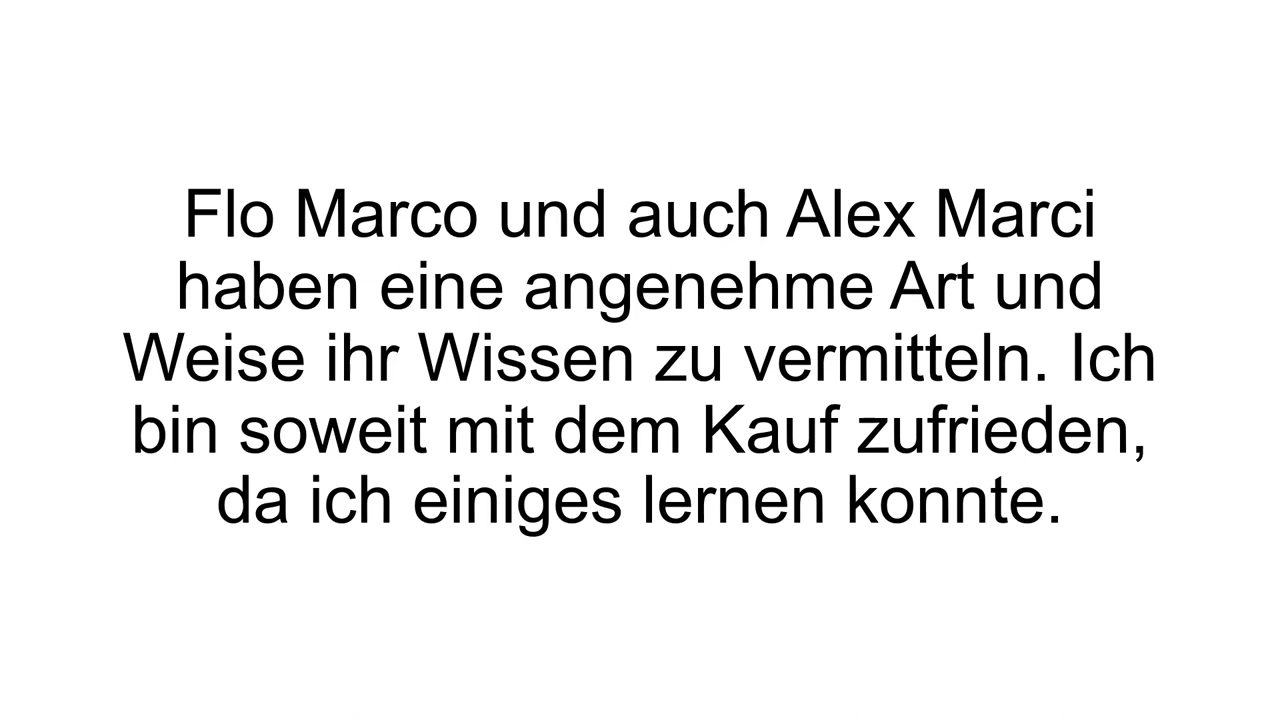 Flo Marco und auch Alex Marci
haben eine angenehme Art und
Weise ihr Wissen zu vermitteln. Ich
bin soweit mit dem Kauf zufrieden,
da ich einiges lernen konnte.